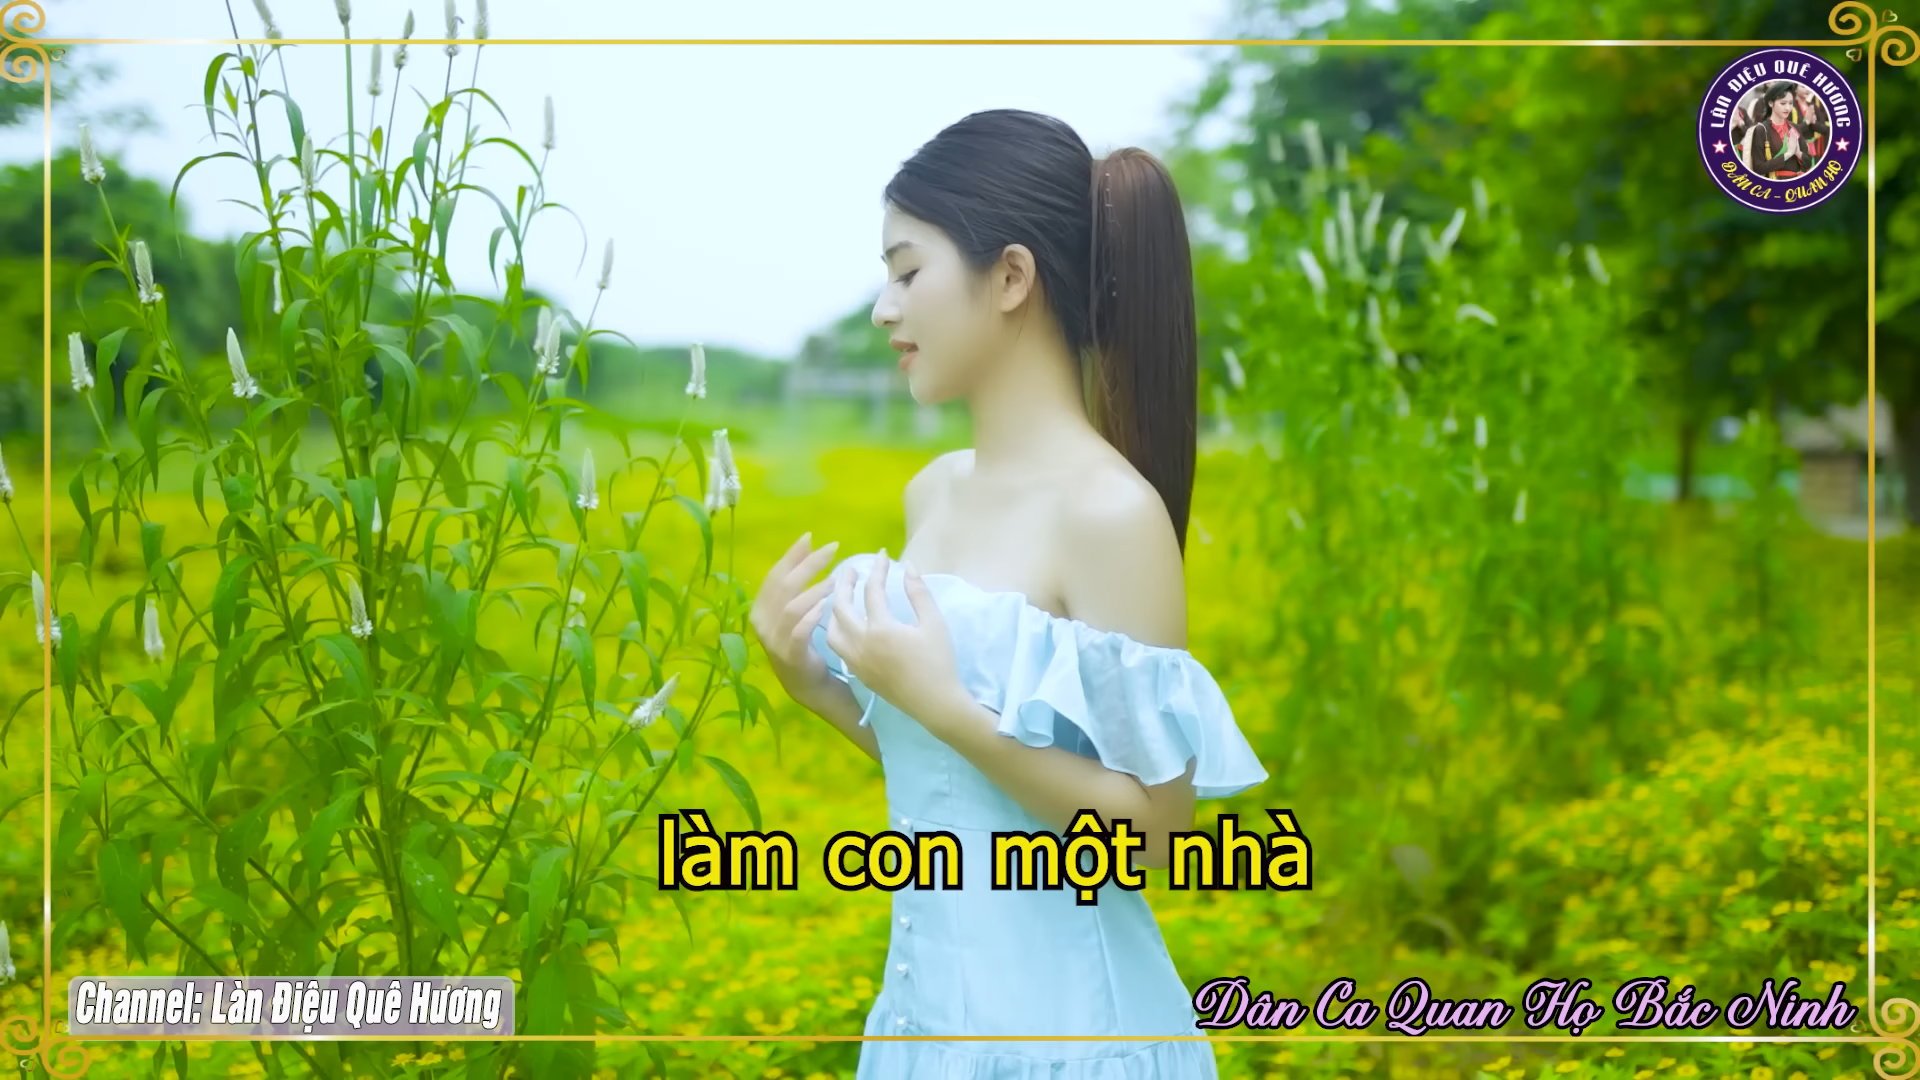 LÀN ĐIỆU QUÊ HƯƠNG
DÂN CA - QUAN HỌ
làm con một nhà
Channel: Làn Điệu Quê Hương
Dân Ca Quan Họ Bắc Ninh